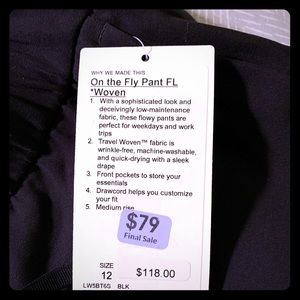 WHY WE MADE THIS
On the Fly Pant FL
*Woven
1. With a sophisticated look and
deceivingly low-maintenance
fabric, these flowy pants are
perfect for weekdays and work
trips
2. Travel Woven™ fabric is
wrinkle-free, machine-washable,
and quick-drying with a sleek
drape
3. Front pockets to store your
essentials
4. Drawcord helps you customize
your fit
5. Medium rise
$79
Final Sale
SIZE
12
$118.00
LW5BT6S BLK